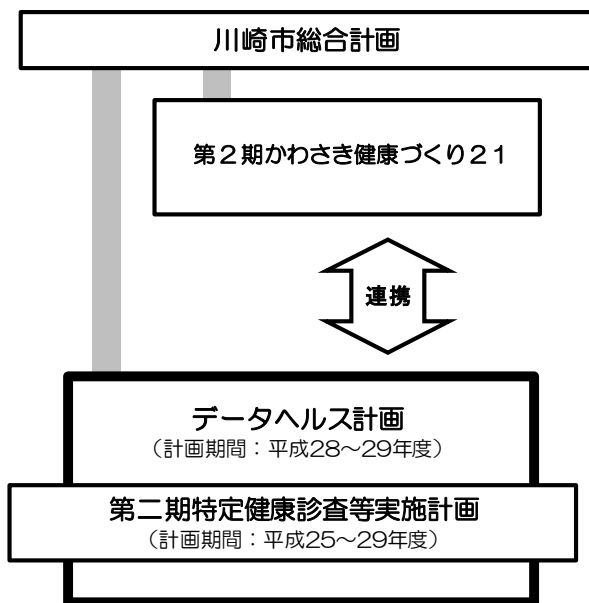 川崎市総合計画
第２期かわさき健康づくり２１
連携
データヘルス計画
（計画期間：平成28～29年度）
第二期特定健康診査等実施計画
（計画期間：平成25～29年度）